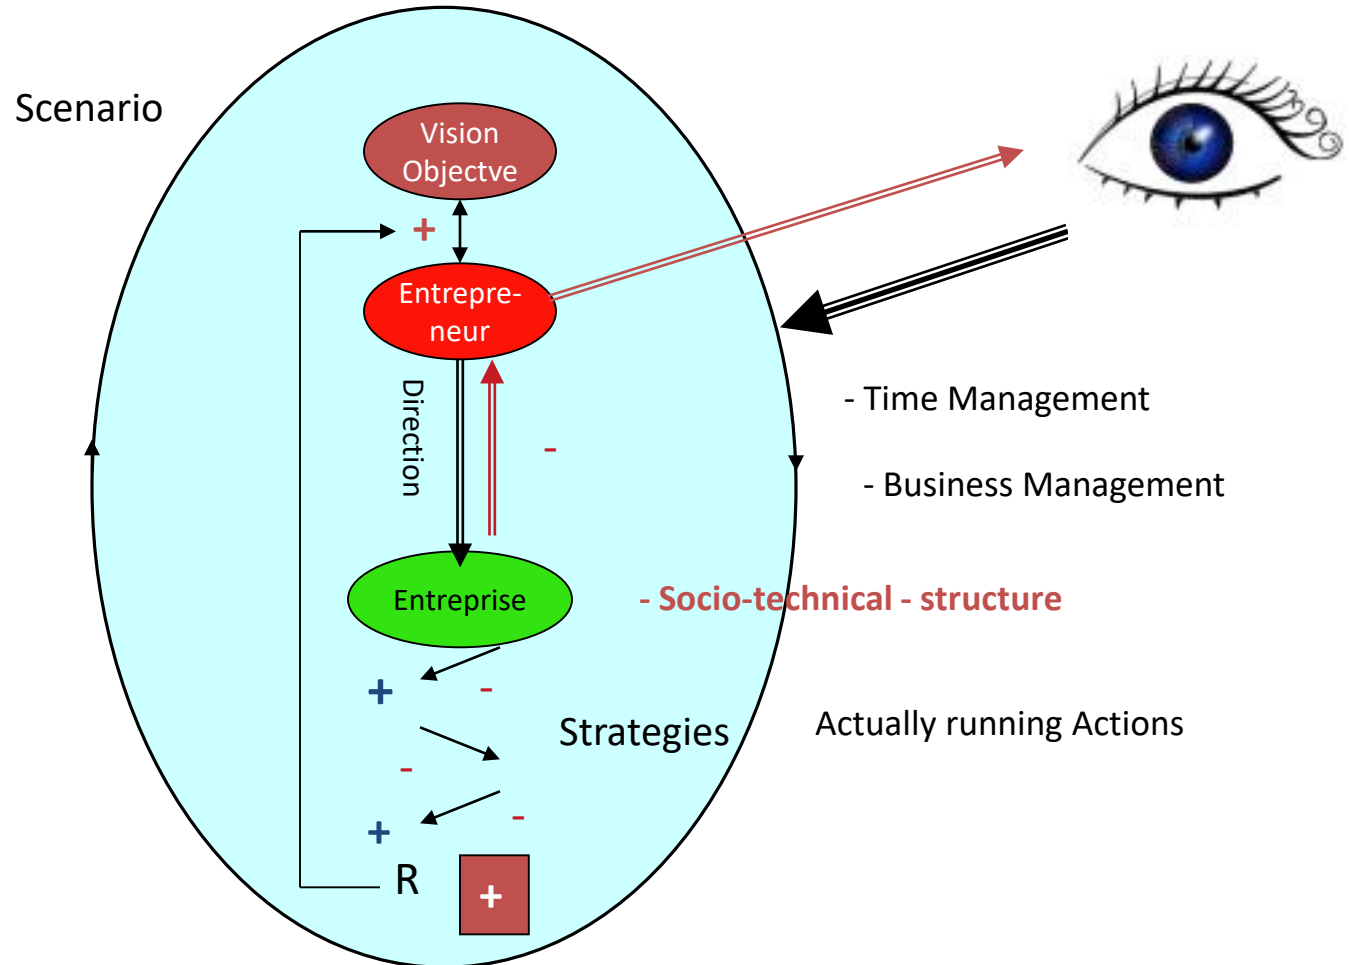 Scenario
Vision
Objectve
+
Entrepre-
neur
Direction
-
- Time Management
- Business Management
Entreprise
- Socio-technical - structure
+
-
Strategies
Actually running Actions
-
-
+
R
+